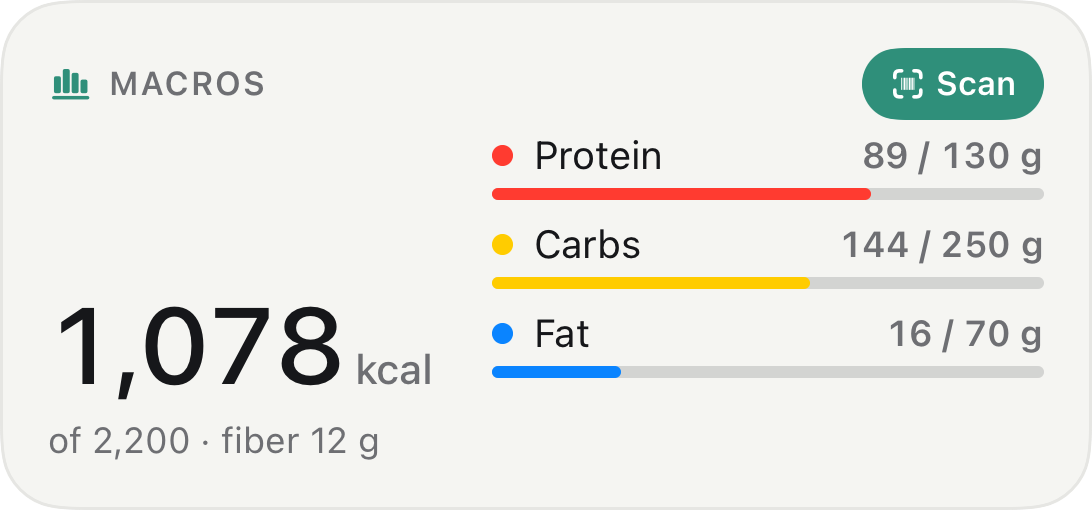 MACROS
Scan
Protein 89 / 130 g
Carbs 144 / 250 g
Fat 16 / 70 g
1,078 kcal
of 2,200 · fiber 12 g